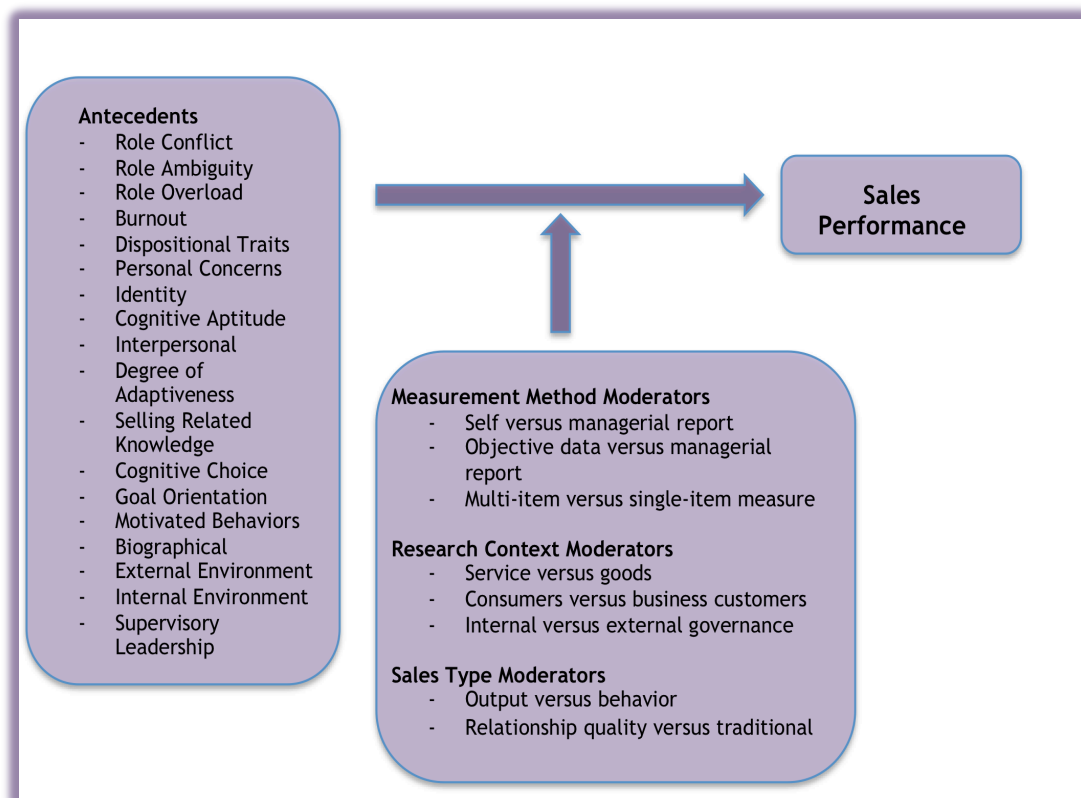 Antecedents
- Role Conflict
- Role Ambiguity
- Role Overload
- Burnout
- Dispositional Traits
- Personal Concerns
- Identity
- Cognitive Aptitude
- Interpersonal
- Degree of
Adaptiveness
- Selling Related
Knowledge
- Cognitive Choice
- Goal Orientation
- Motivated Behaviors
- Biographical
- External Environment
- Internal Environment
- Supervisory
Leadership
Sales
Performance
Measurement Method Moderators
- Self versus managerial report
- Objective data versus managerial
report
- Multi-item versus single-item measure
Research Context Moderators
- Service versus goods
- Consumers versus business customers
- Internal versus external governance
Sales Type Moderators
- Output versus behavior
- Relationship quality versus traditional